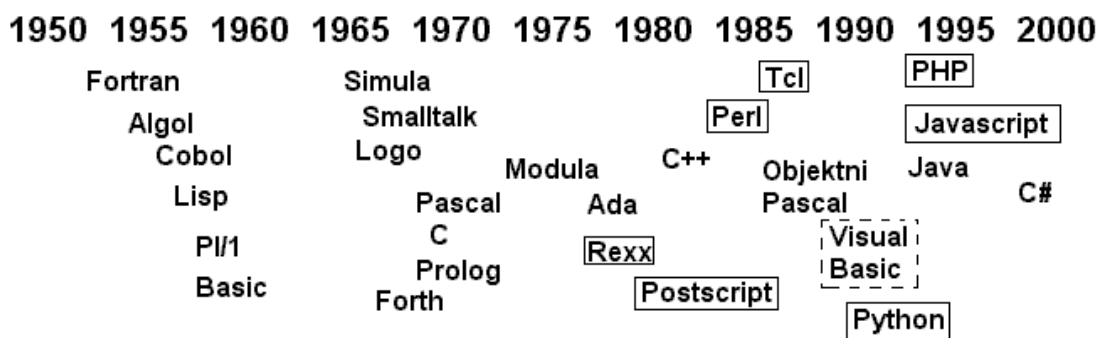 1950 1955 1960 1965 1970 1975 1980 1985 1990 1995 2000
Fortran Simula Tcl PHP
Algol Smalltalk Perl Javascript
Cobol Logo Modula C++ Objektni Java
Lisp Pascal Ada Pascal C#
Pl/1 C Rexx Visual
Basic Prolog Postscript Basic
Forth Python